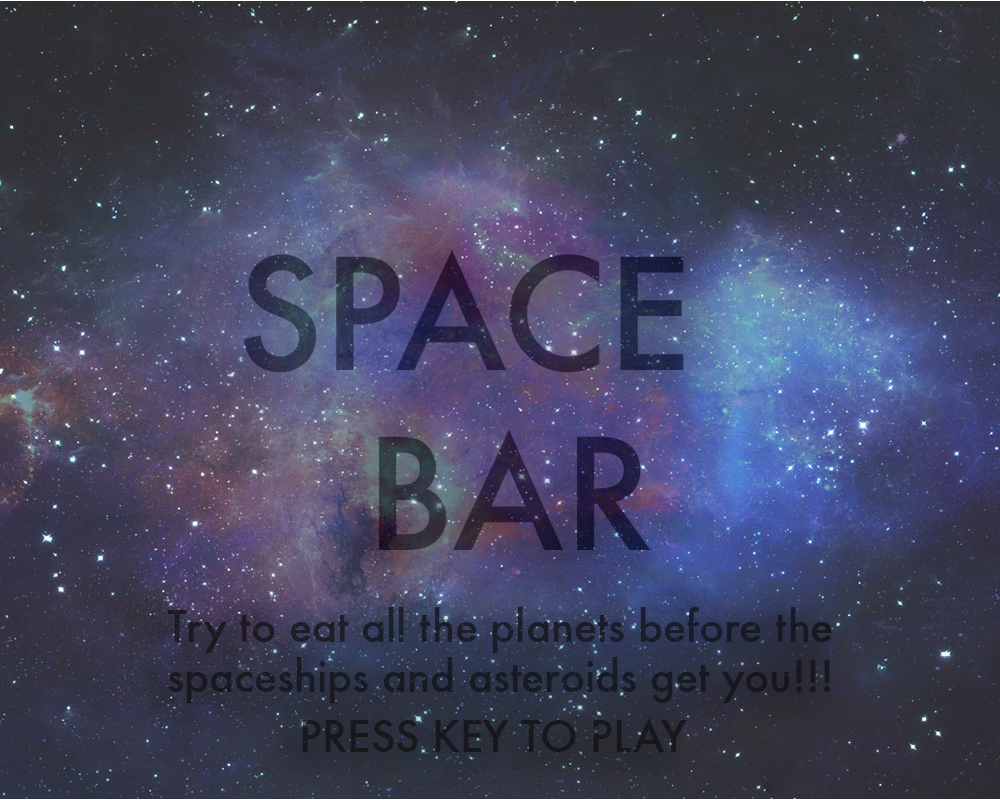 SPACE
BAR
Try to eat all the planets before the
spaceships and asteroids get you!!!
PRESS KEY TO PLAY